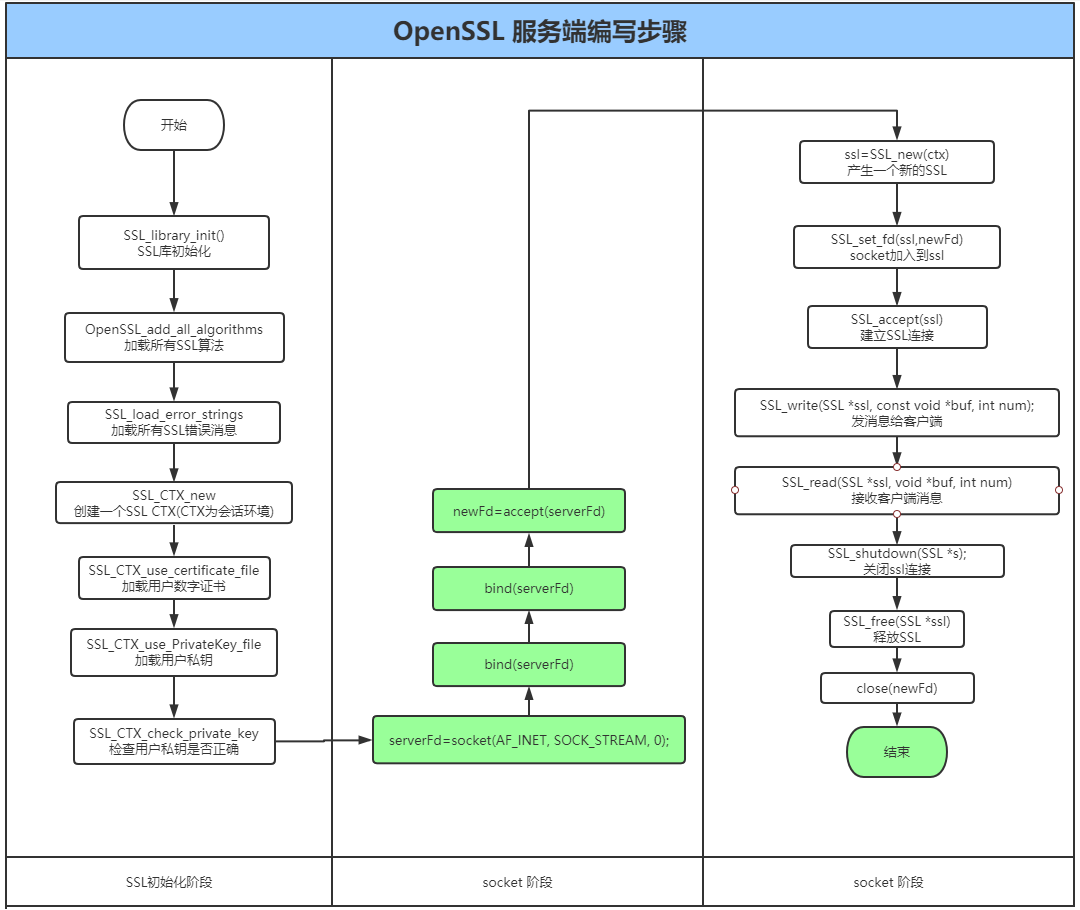 OpenSSL 服务端编写步骤
开始
SSL_library_init()
SSL库初始化
OpenSSL_add_all_algorithms
加载所有SSL算法
SSL_load_error_strings
加载所有SSL错误消息
SSL_CTX_new
创建一个SSL CTX(CTX为会话环境)
SSL_CTX_use_certificate_file
加载用户数字证书
SSL_CTX_use_PrivateKey_file
加载用户私钥
SSL_CTX_check_private_key
检查用户私钥是否正确
serverFd=socket(AF_INET, SOCK_STREAM, 0);
bind(serverFd)
bind(serverFd)
newFd=accept(serverFd)
ssl=SSL_new(ctx)
产生一个新的SSL
SSL_set_fd(ssl,newFd)
socket加入到ssl
SSL_accept(ssl)
建立SSL连接
SSL_write(SSL *ssl, const void *buf, int num);
发消息给客户端
SSL_read(SSL *ssl, void *buf, int num)
接收客户端消息
SSL_shutdown(SSL *s);
关闭ssl连接
SSL_free(SSL *ssl)
释放SSL
close(newFd)
结束
SSL初始化阶段
socket 阶段
socket 阶段